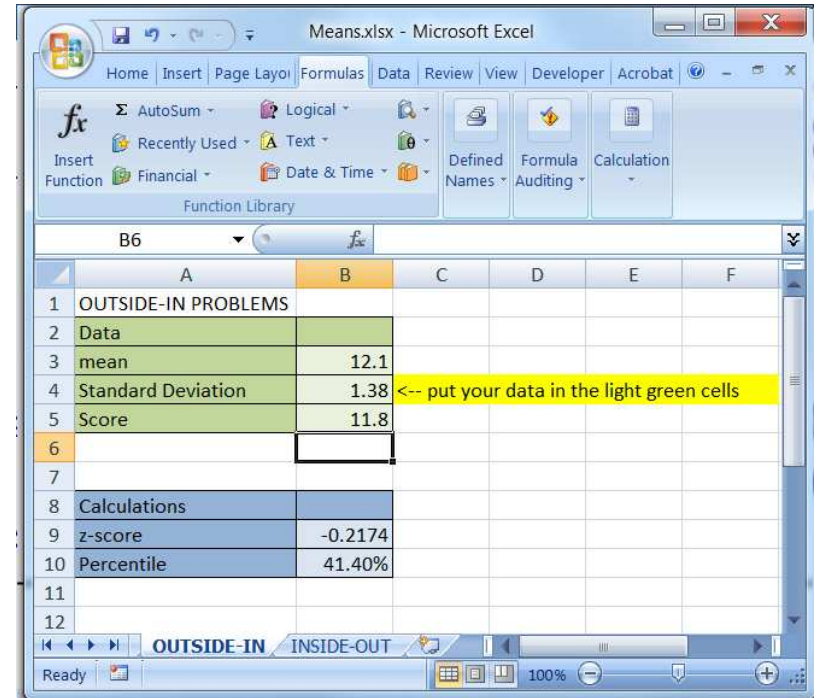 Means.xlsx - Microsoft Excel
Home Insert Page Layou Formulas Data Review View Developer Acrobat
fx Σ AutoSum Logical
Recently Used A Text θ
Insert Function Financial Date & Time Defined Names Formula Auditing Calculation
Function Library
B6 fx
A B C D E F
1 OUTSIDE-IN PROBLEMS
2 Data
3 mean 12.1
4 Standard Deviation 1.38 <-- put your data in the light green cells
5 Score 11.8
6
7
8 Calculations
9 z-score -0.2174
10 Percentile 41.40%
11
12
OUTSIDE-IN INSIDE-OUT
Ready 100%